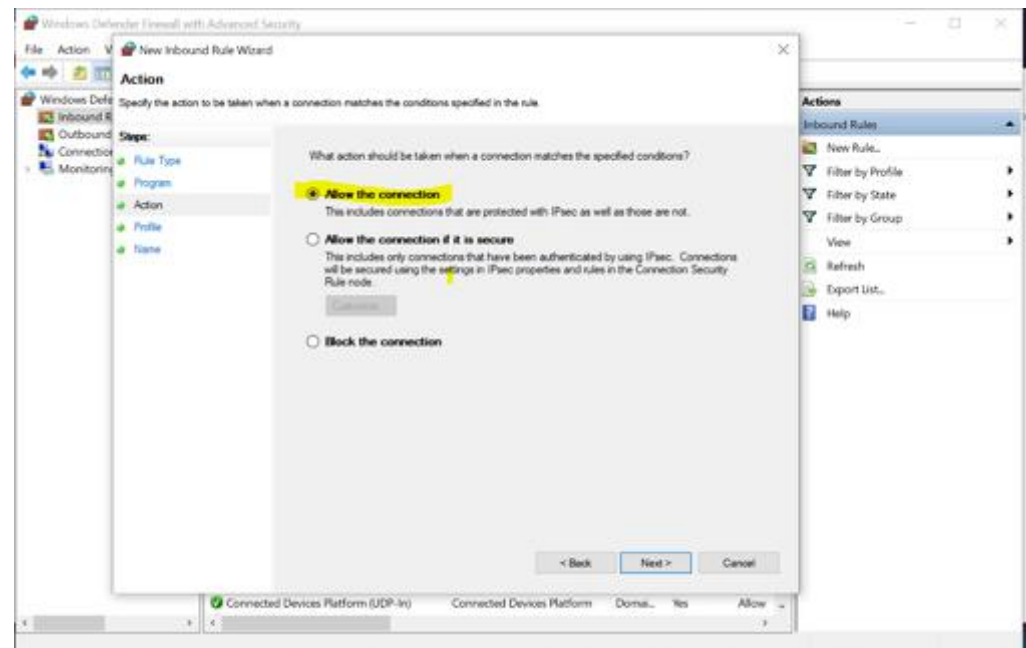 Windows Defender Firewall with Advanced Security
File Action V
New Inbound Rule Wizard
Action
Specify the action to be taken when a connection matches the conditions specified in the rule.
Windows Defe
Inbound R
Outbound
Connection
Monitoring
Steps:
Rule Type
Program
Action
Profile
Name
What action should be taken when a connection matches the specified conditions?
Allow the connection
This includes connections that are protected with IPsec as well as those are not.
Allow the connection if it is secure
This includes only connections that have been authenticated by using IPsec. Connections
will be secured using the settings in IPsec properties and rules in the Connection Security
Rule node.
Customize...
Block the connection
< Back
Next >
Cancel
Actions
Inbound Rules
New Rule...
Filter by Profile
Filter by State
Filter by Group
View
Refresh
Export List...
Help
Connected Devices Platform (UDP-In) Connected Devices Platform Domai... Yes Allow